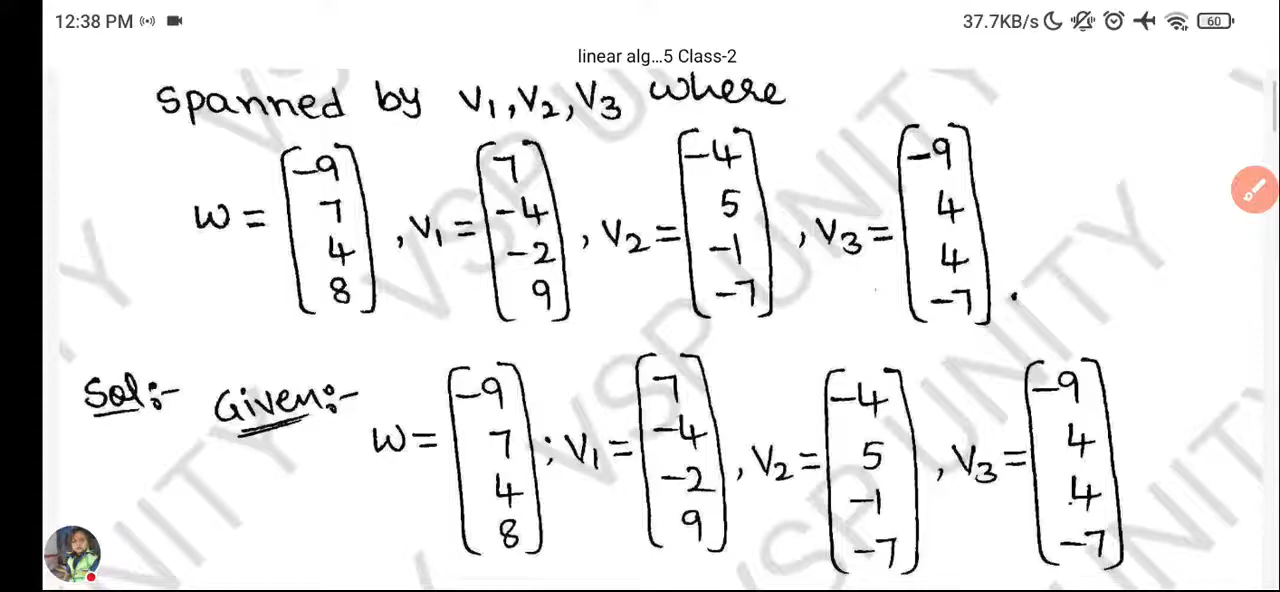 12:38 PM
37.7KB/s
60
linear alg...5 Class-2
spanned by v1, v2, v3 where
w = [-9 7 4 8], v1 = [7 -4 -2 9], v2 = [-4 5 -1 -7], v3 = [-9 4 4 -7].
Sol:- Given:- w = [-9 7 4 8]; v1 = [7 -4 -2 9], v2 = [-4 5 -1 -7], v3 = [-9 4 4 -7]
VSP UNITY